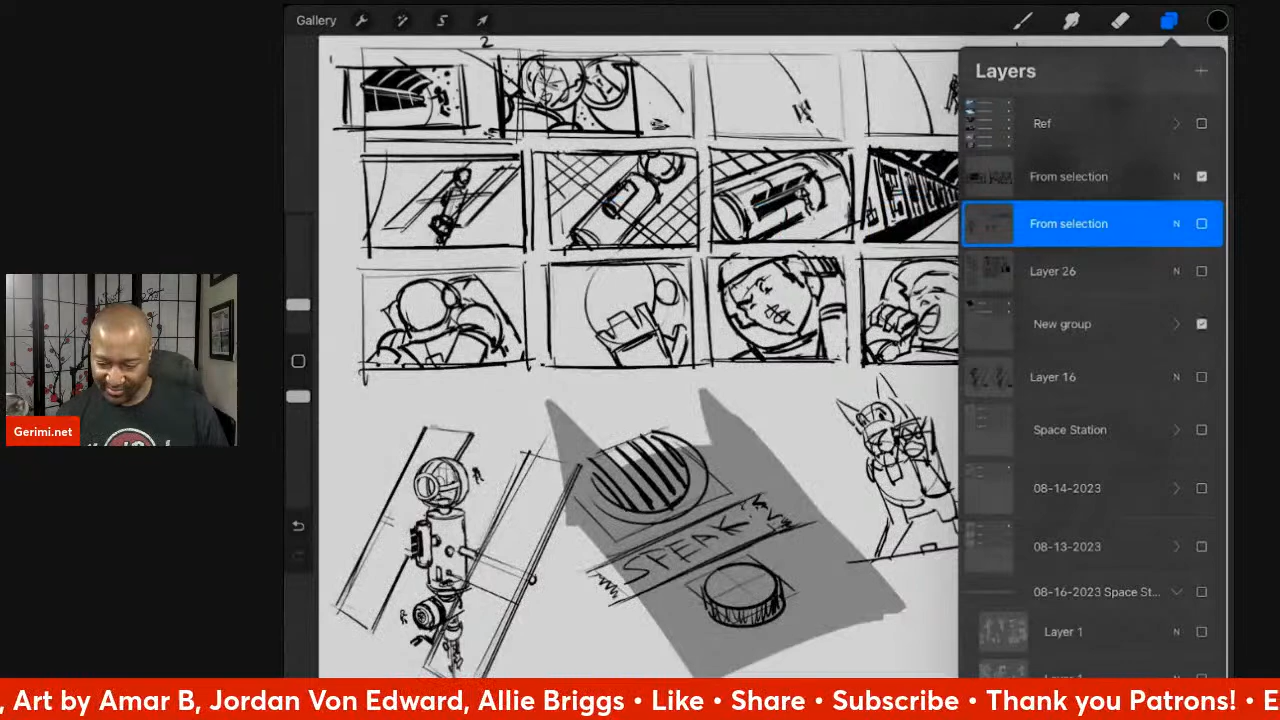 Gallery
S
2
Layers
Ref
From selection N
From selection N
Layer 26 N
New group
Layer 16 N
Space Station
08-14-2023
08-13-2023
08-16-2023 Space St...
Layer 1 N
SPEAK
Gerimi.net
, Art by Amar B, Jordan Von Edward, Allie Briggs • Like • Share • Subscribe • Thank you Patrons! • E